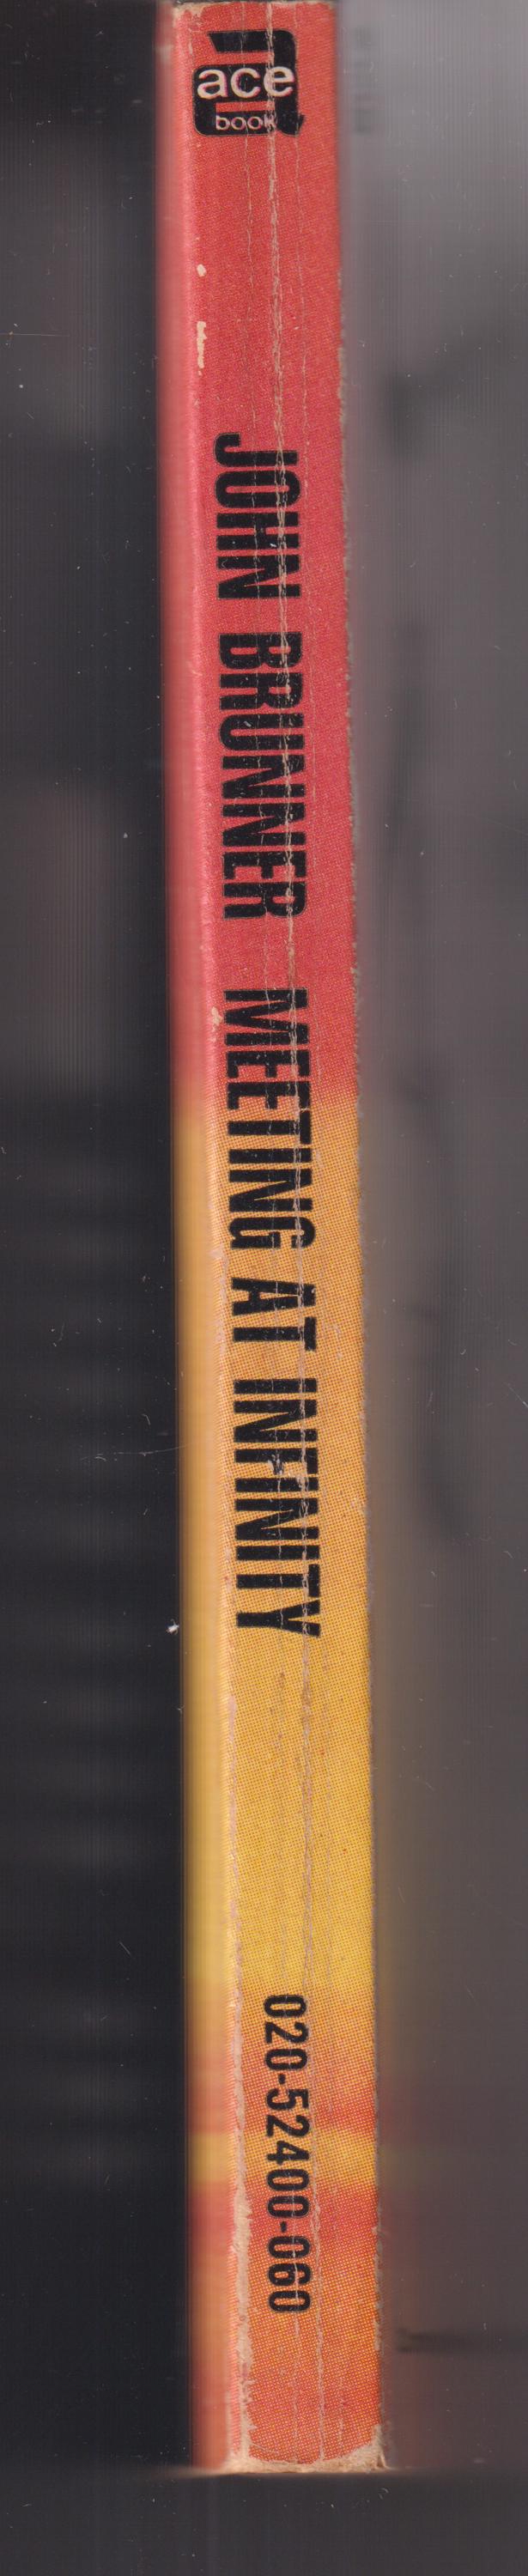 ace
book
JOHN BRUNNER MEETING AT INFINITY
020-52400-060